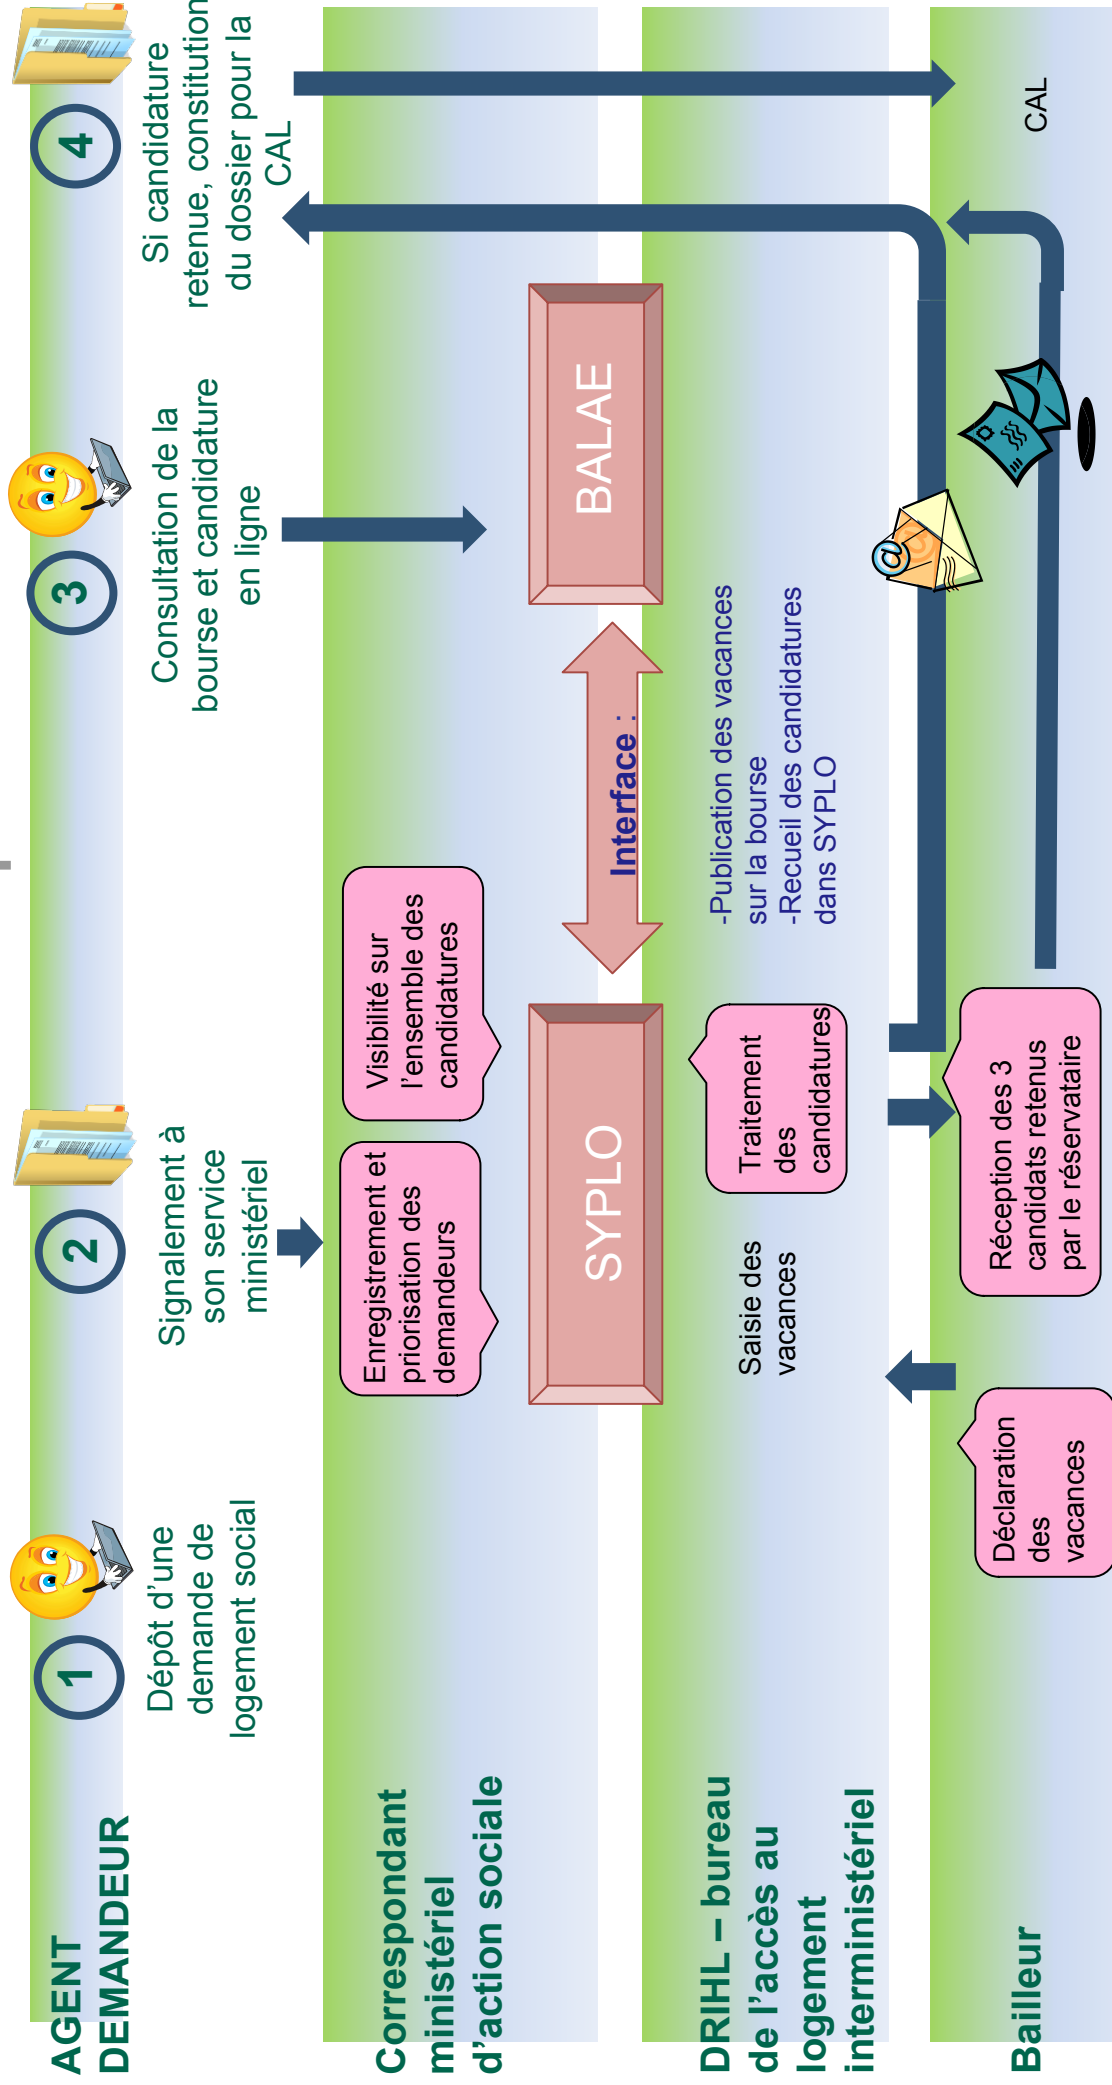 AGENT
DEMANDEUR
1
Dépôt d'une
demande de
logement social
2
Signalement à
son service
ministériel
3
Consultation de la
bourse et candidature
en ligne
4
Si candidature
retenue, constitution
du dossier pour la
CAL
Correspondant
ministériel
d'action sociale
Enregistrement et
priorisation des
demandeurs
Visibilité sur
l'ensemble des
candidatures
SYPLO
Interface :
BALAE
DRIHL – bureau
de l'accès au
logement
interministériel
Saisie des
vacances
Traitement
des
candidatures
-Publication des vacances
sur la bourse
-Recueil des candidatures
dans SYPLO
@
Bailleur
Déclaration
des
vacances
Réception des 3
candidats retenus
par le réservataire
CAL